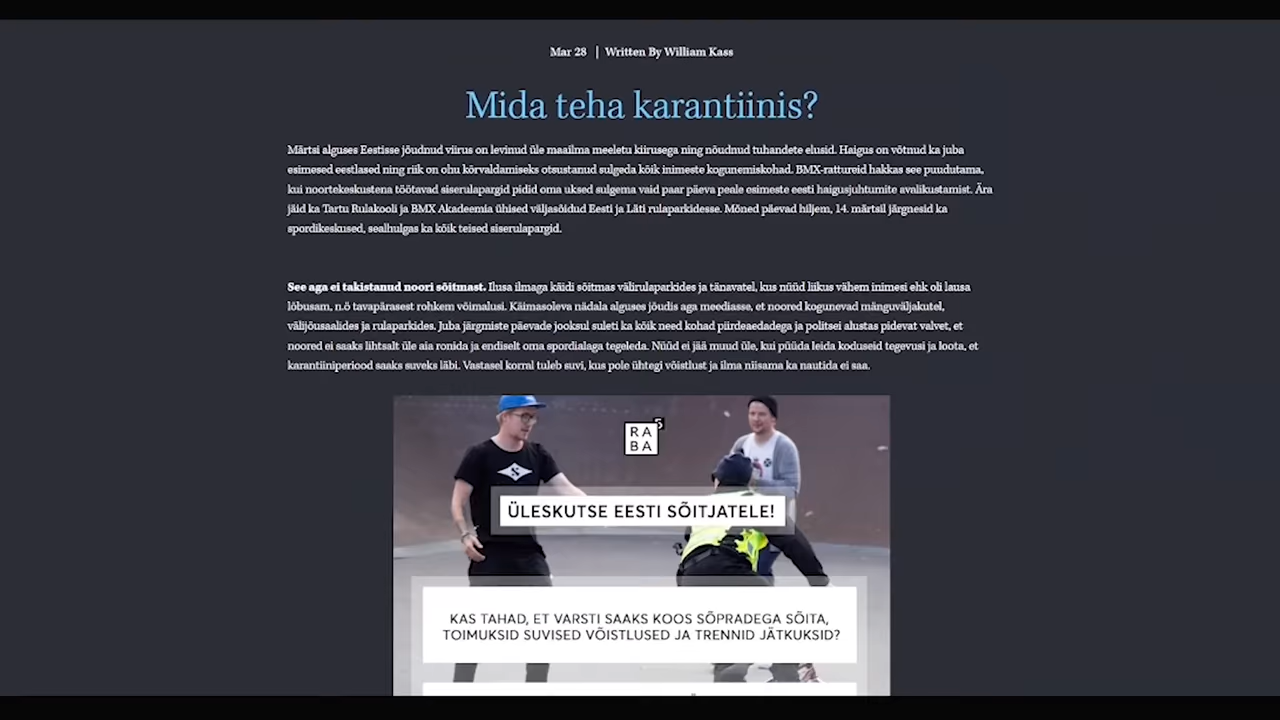 Mar 28 | Written By William Kass
Mida teha karantiinis?
Märtsi alguses Eestisse jõudnud viirus on levinud üle maailma meeletu kiirusega ning nõudnud tuhandete elusid. Haigus on võtnud ka juba
esimesed eestlased ning riik on ohu kõrvaldamiseks otsustanud sulgeda kõik inimeste kogunemiskohad. BMX-rattureid hakkas see puudutama,
kui noortekeskustena töötavad siserulapargid pidid oma uksed sulgema vaid paar päeva peale esimeste eesti haigusjuhtumite avalikustamist. Ära
jäid ka Tartu Rulakooli ja BMX Akadeemia ühised väljasõidud Eesti ja Läti rulaparkidesse. Mõned päevad hiljem, 14. märtsil järgnesid ka
spordikeskused, sealhulgas ka kõik teised siserulapargid.
See aga ei takistanud noori sõitmast. Ilusa ilmaga käidi sõitmas välirulaparkides ja tänavatel, kus nüüd liikus vähem inimesi ehk oli lausa
lõbusam, n.ö tavapärasest rohkem võimalusi. Käimasoleva nädala alguses jõudis aga meediasse, et noored kogunevad mänguväljakutel,
välijõusaalides ja rulaparkides. Juba järgmiste päevade jooksul suleti ka kõik need kohad piirdeaedadega ja politsei alustas pidevat valvet, et
noored ei saaks lihtsalt üle aia ronida ja endiselt oma spordialaga tegeleda. Nüüd ei jää muud üle, kui püüda leida koduseid tegevusi ja loota, et
karantiiniperiood saaks suveks läbi. Vastasel korral tuleb suvi, kus pole ühtegi võistlust ja ilma niisama ka nautida ei saa.
RA 5
BA
ÜLESKUTSE EESTI SÕITJATELE!
KAS TAHAD, ET VARSTI SAAKS KOOS SÕPRADEGA SÕITA,
TOIMUKSID SUVISED VÕISTLUSED JA TRENNID JÄTKUKSID?